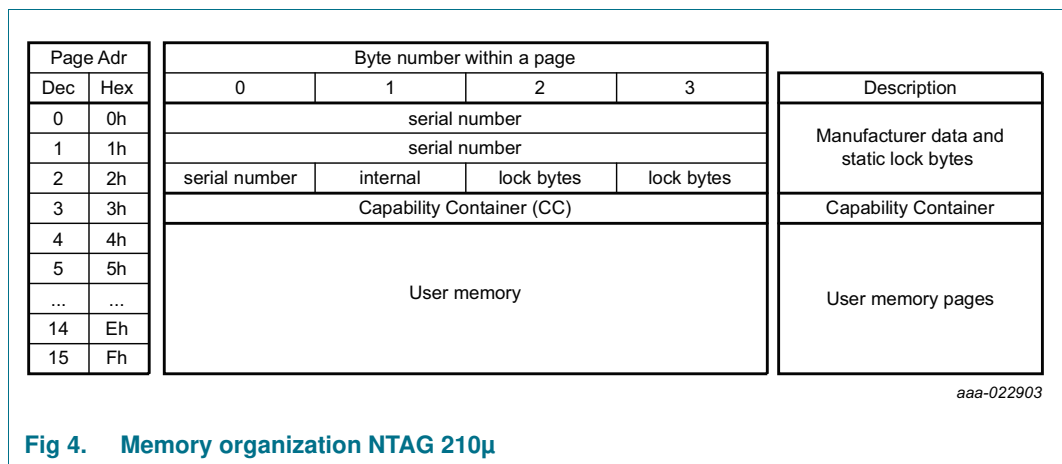 Page Adr Byte number within a page
Dec Hex 0 1 2 3 Description
0 0h serial number
Manufacturer data and
static lock bytes
1 1h serial number
2 2h serial number internal lock bytes lock bytes
3 3h Capability Container (CC) Capability Container
4 4h
5 5h
User memory User memory pages
... ...
14 Eh
15 Fh
aaa-022903
Fig 4. Memory organization NTAG 210µ